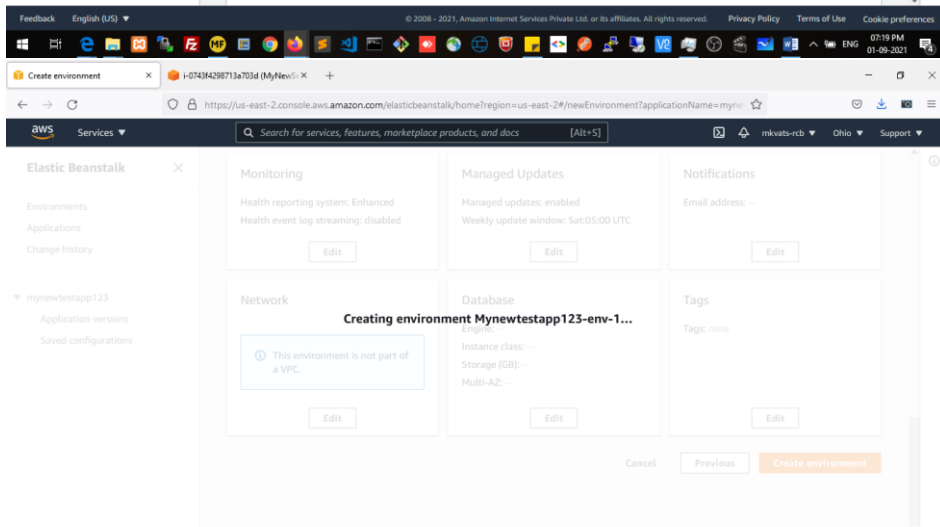 Feedback English (US) ▼ © 2008 - 2021, Amazon Internet Services Private Ltd. or its affiliates. All rights reserved. Privacy Policy Terms of Use Cookie preferences
07:19 PM
ENG
01-09-2021
Create environment × i-0743f4298713a703d (MyNewSe × +
https://us-east-2.console.aws.amazon.com/elasticbeanstalk/home?region=us-east-2#/newEnvironment?applicationName=myne
aws Services ▼ Search for services, features, marketplace products, and docs [Alt+S] mkvats-rcb ▼ Ohio ▼ Support ▼
Elastic Beanstalk ×
Environments
Applications
Change history
▼ mynewtestapp123
Application versions
Saved configurations
Monitoring
Health reporting system: Enhanced
Health event log streaming: disabled
Edit
Managed Updates
Managed updates: enabled
Weekly update window: Sat:05:00 UTC
Edit
Notifications
Email address: --
Edit
Network
This environment is not part of
a VPC.
Edit
Database
Engine: --
Instance class: --
Storage (GB): --
Multi-AZ: --
Edit
Tags
Tags: none
Edit
Creating environment Mynewtestapp123-env-1...
Cancel Previous Create environment